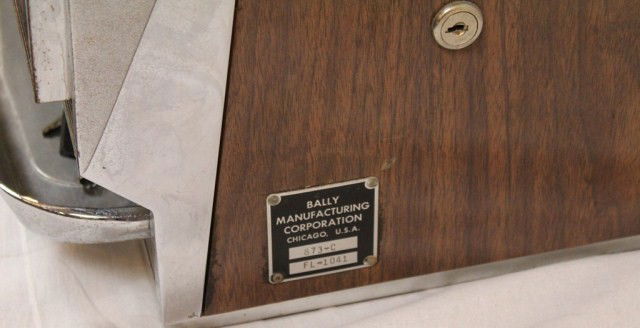 BALLY
MANUFACTURING
CORPORATION
CHICAGO, U.S.A.
873-C
FL-1041